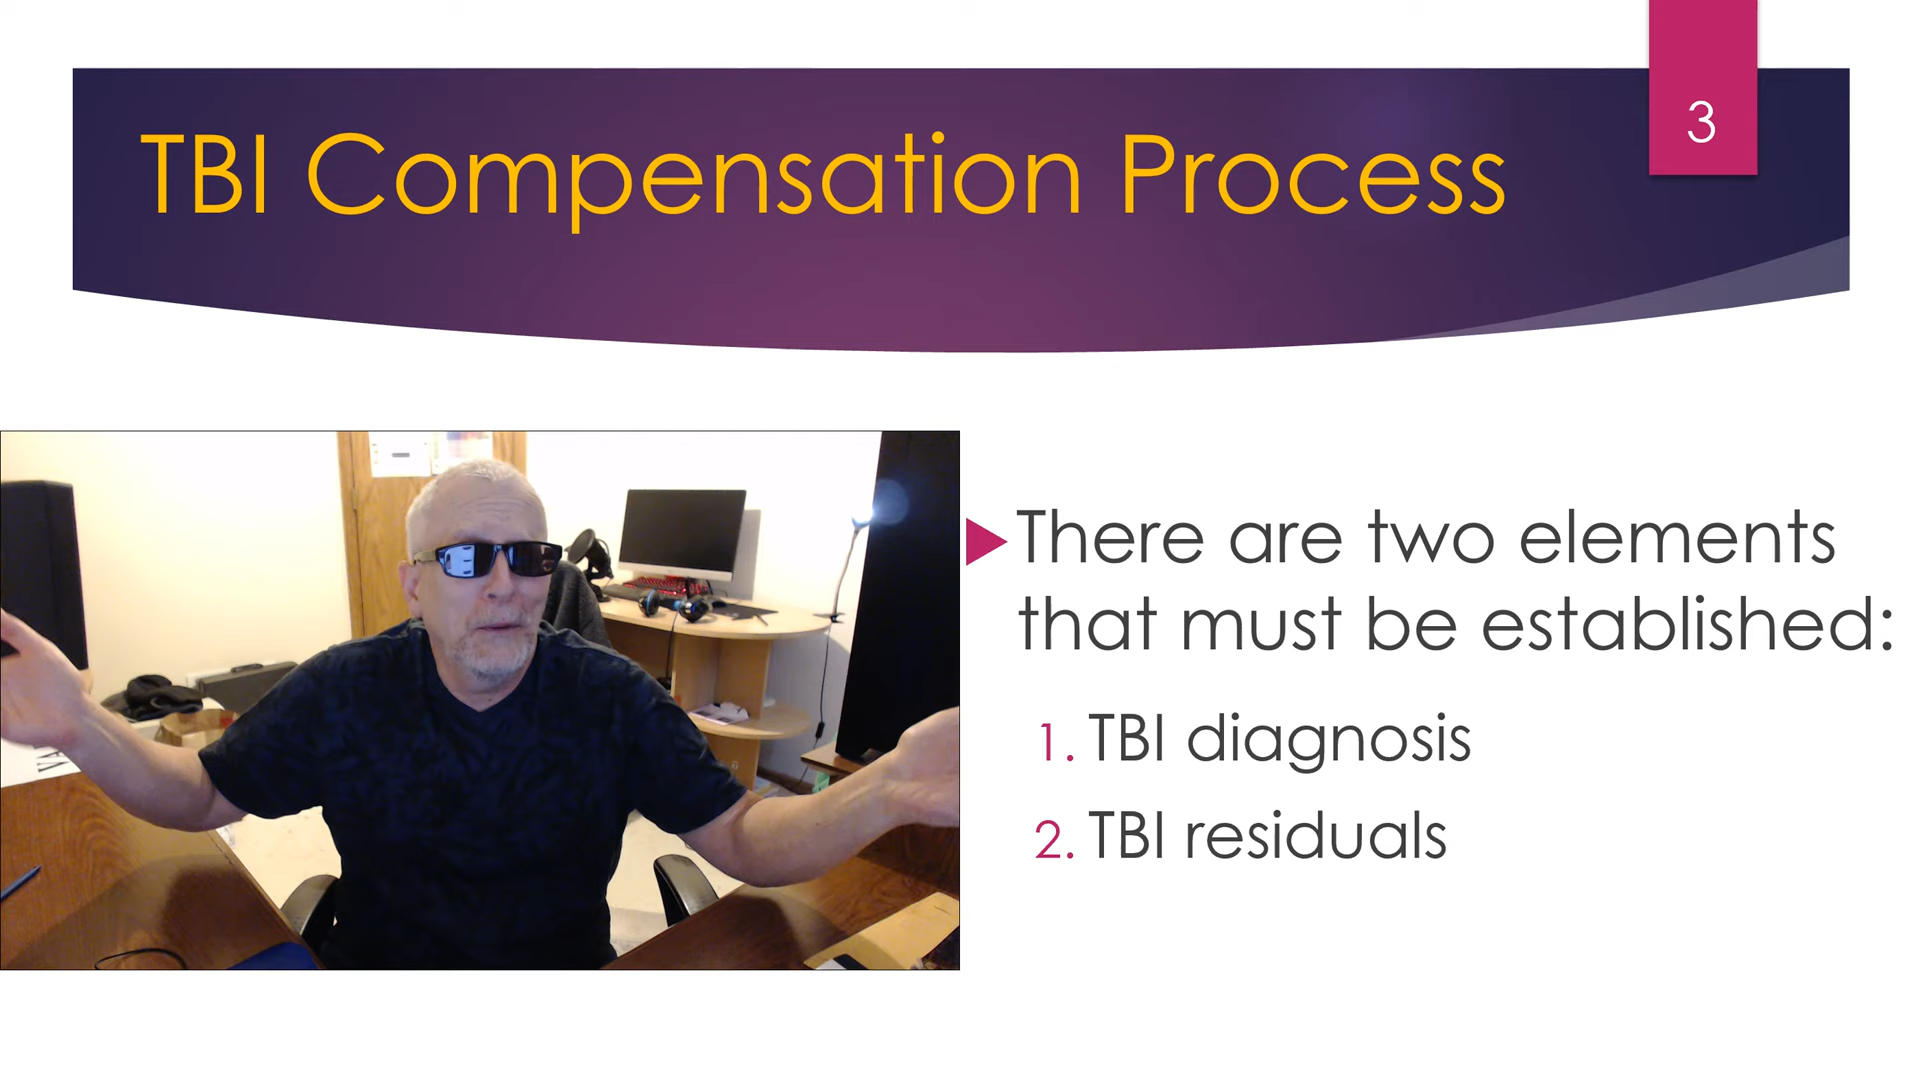 3
TBI Compensation Process
There are two elements
that must be established:
1. TBI diagnosis
2. TBI residuals